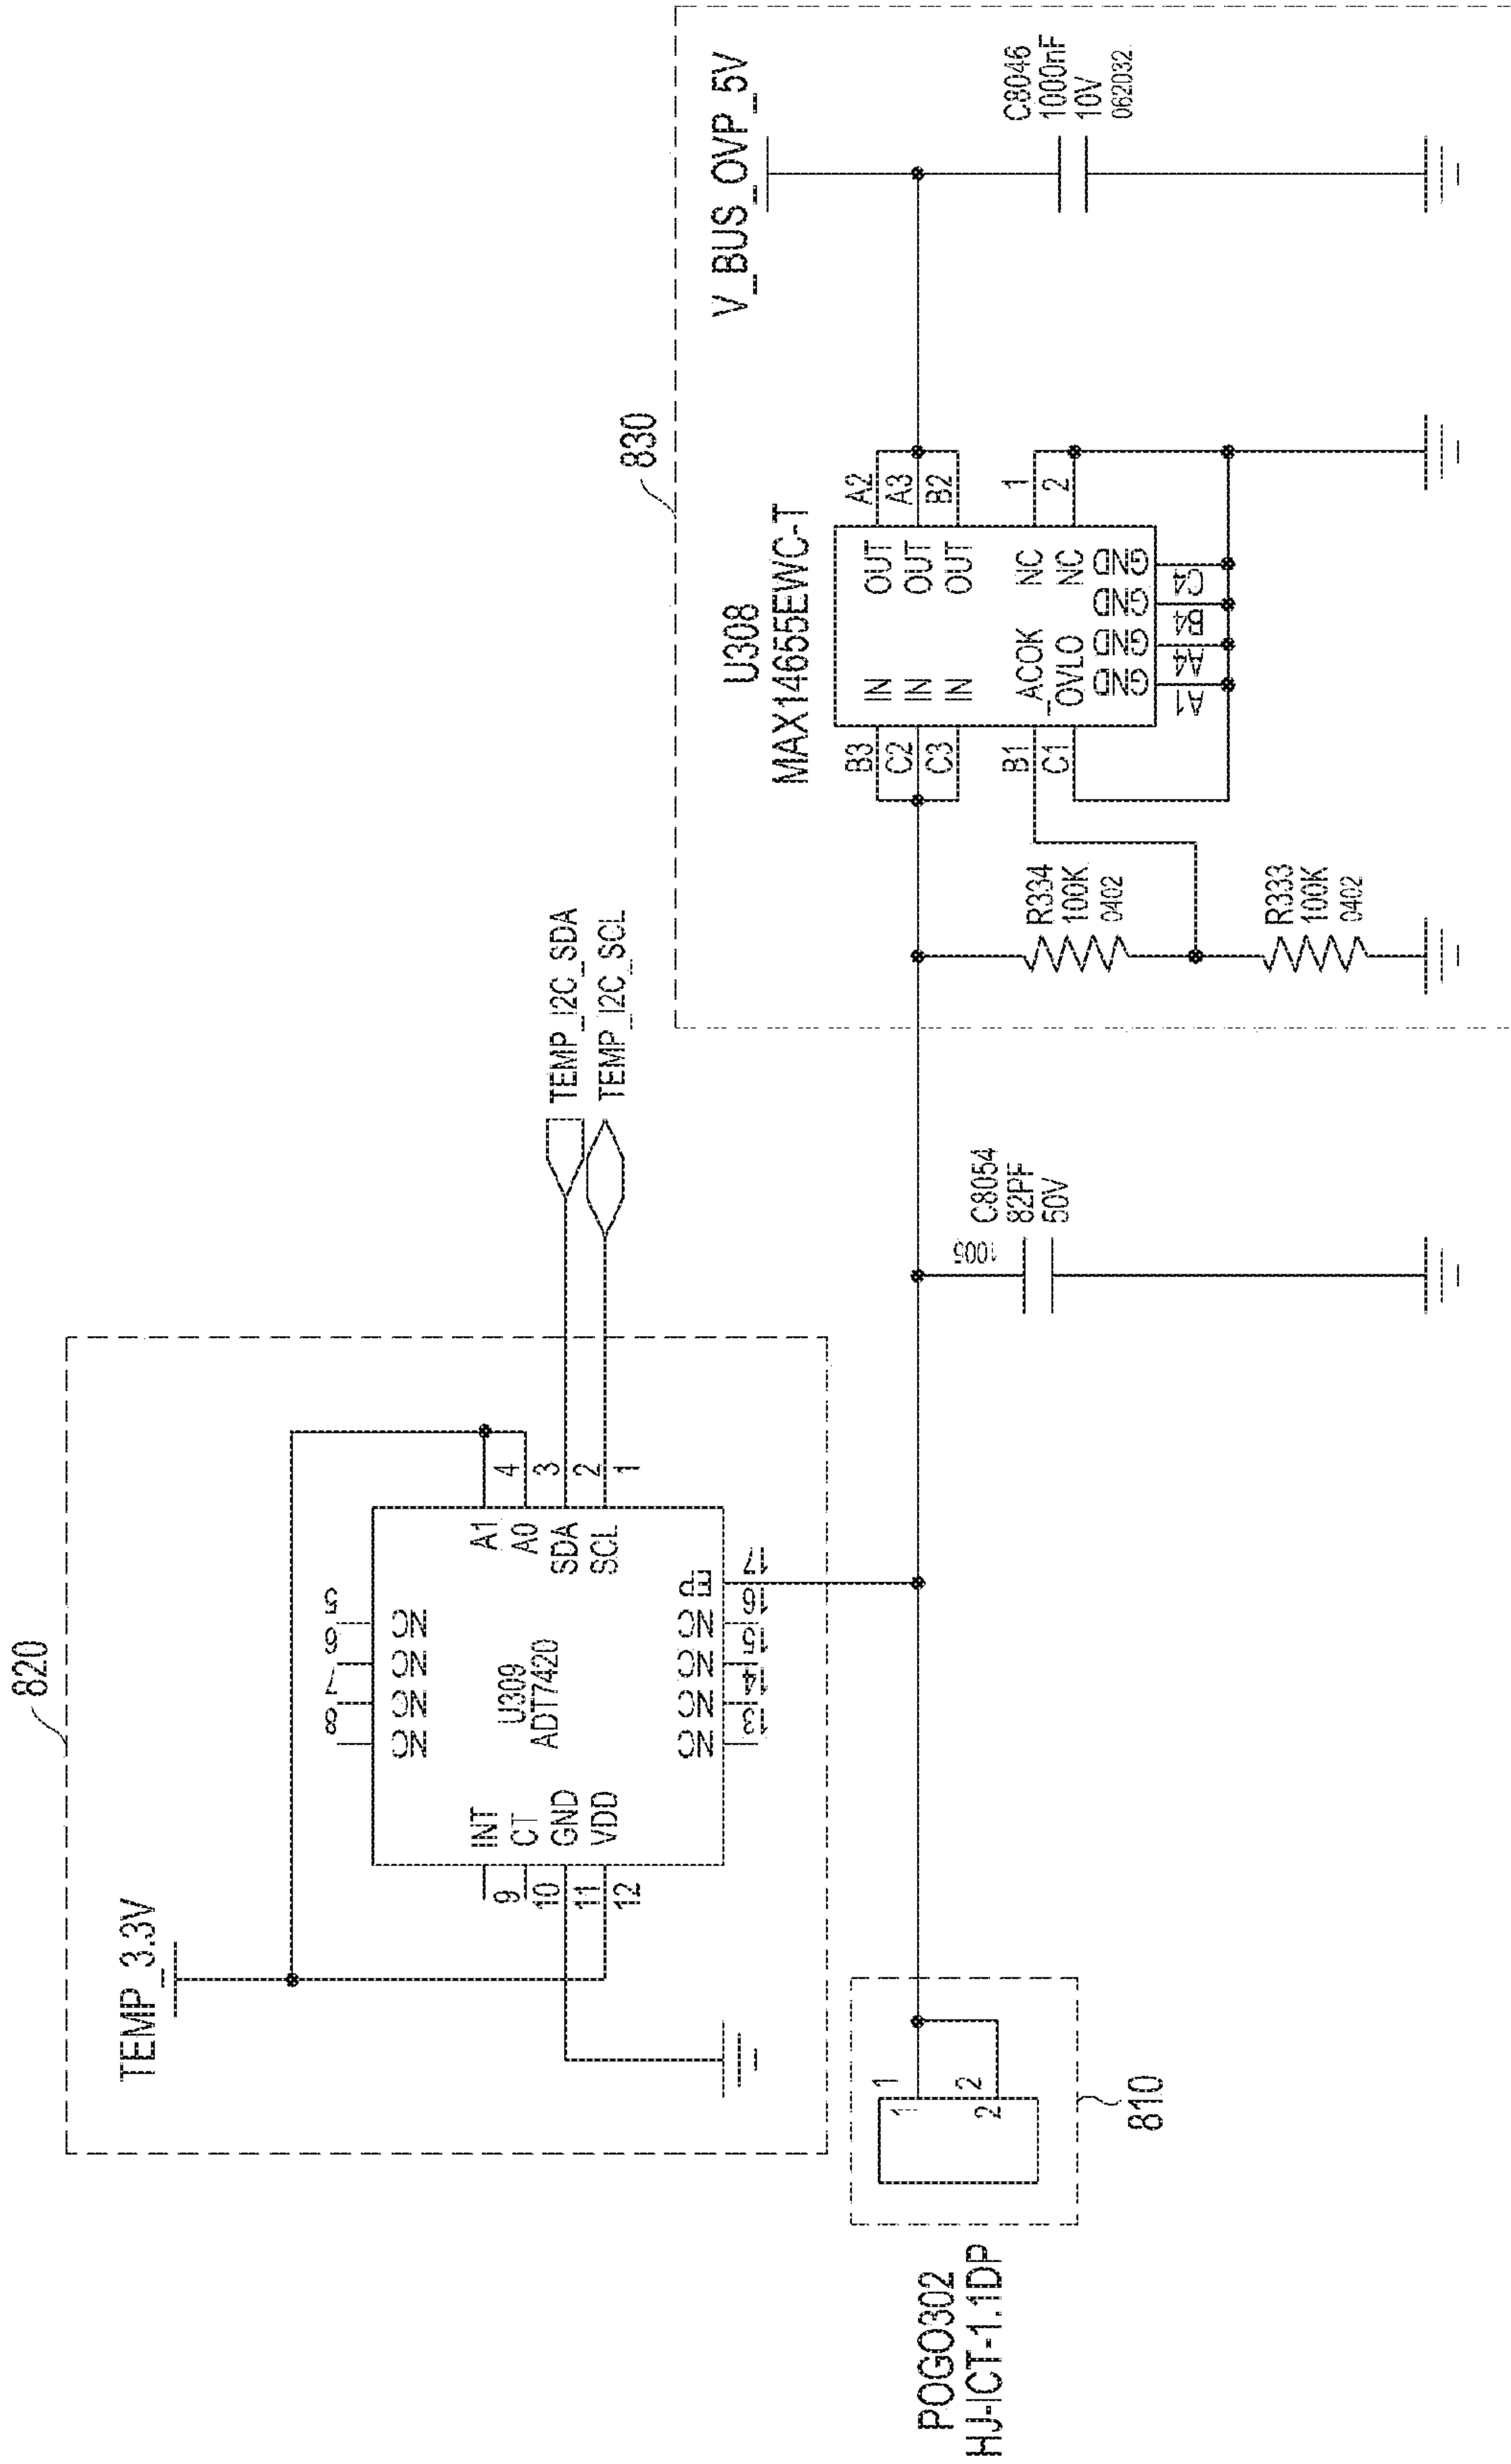 820
TEMP_3.3V
5
6
7
8
NC
NC
NC
NC
INT
CT
GND
VDD
9
10
11
12
U309
ADT7420
A1
A0
SDA
SCL
4
3
2
1
TEMP_I2C_SDA
TEMP_I2C_SCL
NC
NC
NC
NC
EP
13
14
15
16
17
POGO302
HJ-ICT-1.1DP
1
2
1
2
810
1005
C8054
82PF
50V
830
U308
MAX14655EWC-T
B3
C2
C3
B1
C1
IN
IN
IN
_ACOK
OVLO
OUT
OUT
OUT
NC
NC
A2
A3
B2
1
2
GND
GND
GND
GND
A1
A4
B4
C4
R334
100K
0402
R333
100K
0402
V_BUS_OVP_5V
C8046
1000nF
10V
062D32